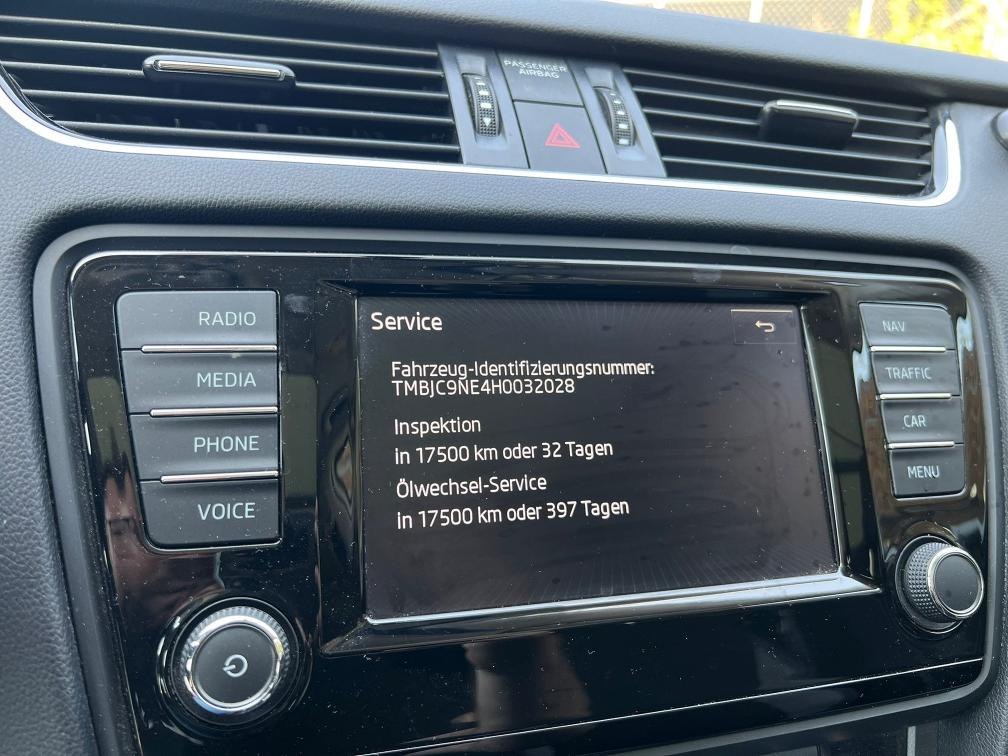 PASSENGER
AIRBAG
RADIO
MEDIA
PHONE
VOICE
Service
Fahrzeug-Identifizierungsnummer:
TMBJC9NE4H0032028
Inspektion
in 17500 km oder 32 Tagen
Ölwechsel-Service
in 17500 km oder 397 Tagen
NAV
TRAFFIC
CAR
MENU